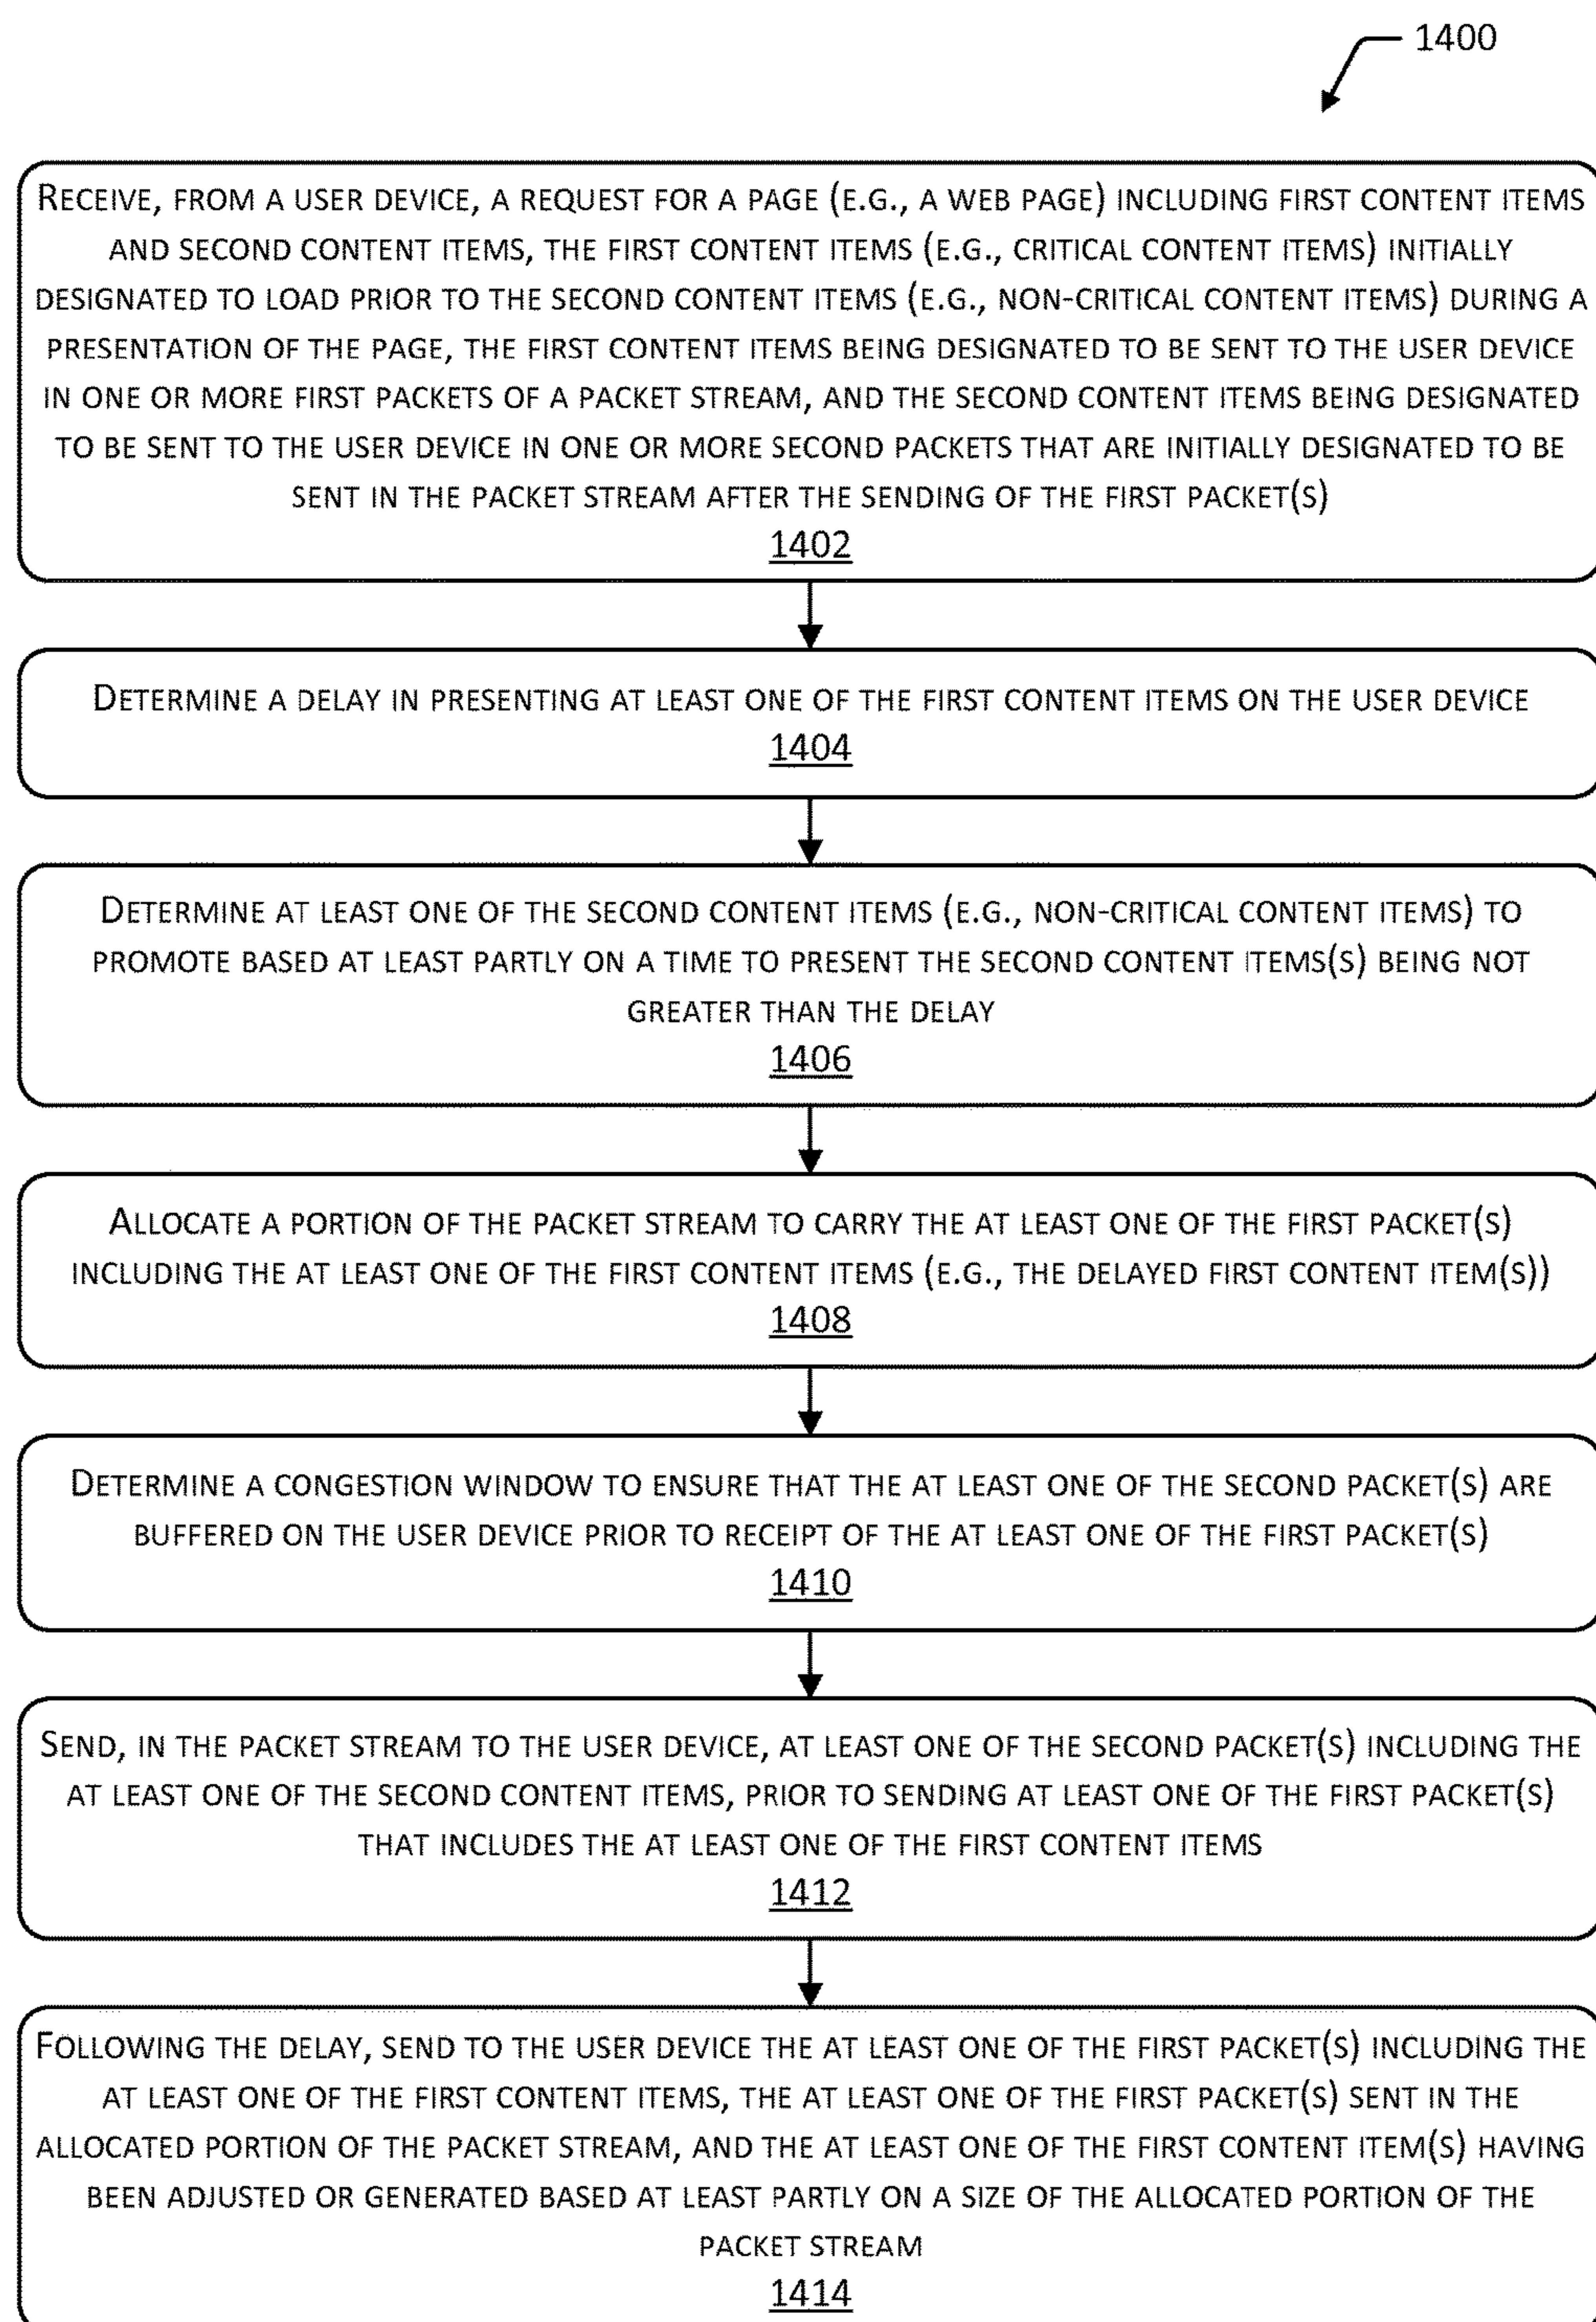 1400
RECEIVE, FROM A USER DEVICE, A REQUEST FOR A PAGE (E.G., A WEB PAGE) INCLUDING FIRST CONTENT ITEMS
AND SECOND CONTENT ITEMS, THE FIRST CONTENT ITEMS (E.G., CRITICAL CONTENT ITEMS) INITIALLY
DESIGNATED TO LOAD PRIOR TO THE SECOND CONTENT ITEMS (E.G., NON-CRITICAL CONTENT ITEMS) DURING A
PRESENTATION OF THE PAGE, THE FIRST CONTENT ITEMS BEING DESIGNATED TO BE SENT TO THE USER DEVICE
IN ONE OR MORE FIRST PACKETS OF A PACKET STREAM, AND THE SECOND CONTENT ITEMS BEING DESIGNATED
TO BE SENT TO THE USER DEVICE IN ONE OR MORE SECOND PACKETS THAT ARE INITIALLY DESIGNATED TO BE
SENT IN THE PACKET STREAM AFTER THE SENDING OF THE FIRST PACKET(S)
1402
DETERMINE A DELAY IN PRESENTING AT LEAST ONE OF THE FIRST CONTENT ITEMS ON THE USER DEVICE
1404
DETERMINE AT LEAST ONE OF THE SECOND CONTENT ITEMS (E.G., NON-CRITICAL CONTENT ITEMS) TO
PROMOTE BASED AT LEAST PARTLY ON A TIME TO PRESENT THE SECOND CONTENT ITEMS(S) BEING NOT
GREATER THAN THE DELAY
1406
ALLOCATE A PORTION OF THE PACKET STREAM TO CARRY THE AT LEAST ONE OF THE FIRST PACKET(S)
INCLUDING THE AT LEAST ONE OF THE FIRST CONTENT ITEMS (E.G., THE DELAYED FIRST CONTENT ITEM(S))
1408
DETERMINE A CONGESTION WINDOW TO ENSURE THAT THE AT LEAST ONE OF THE SECOND PACKET(S) ARE
BUFFERED ON THE USER DEVICE PRIOR TO RECEIPT OF THE AT LEAST ONE OF THE FIRST PACKET(S)
1410
SEND, IN THE PACKET STREAM TO THE USER DEVICE, AT LEAST ONE OF THE SECOND PACKET(S) INCLUDING THE
AT LEAST ONE OF THE SECOND CONTENT ITEMS, PRIOR TO SENDING AT LEAST ONE OF THE FIRST PACKET(S)
THAT INCLUDES THE AT LEAST ONE OF THE FIRST CONTENT ITEMS
1412
FOLLOWING THE DELAY, SEND TO THE USER DEVICE THE AT LEAST ONE OF THE FIRST PACKET(S) INCLUDING THE
AT LEAST ONE OF THE FIRST CONTENT ITEMS, THE AT LEAST ONE OF THE FIRST PACKET(S) SENT IN THE
ALLOCATED PORTION OF THE PACKET STREAM, AND THE AT LEAST ONE OF THE FIRST CONTENT ITEM(S) HAVING
BEEN ADJUSTED OR GENERATED BASED AT LEAST PARTLY ON A SIZE OF THE ALLOCATED PORTION OF THE
PACKET STREAM
1414